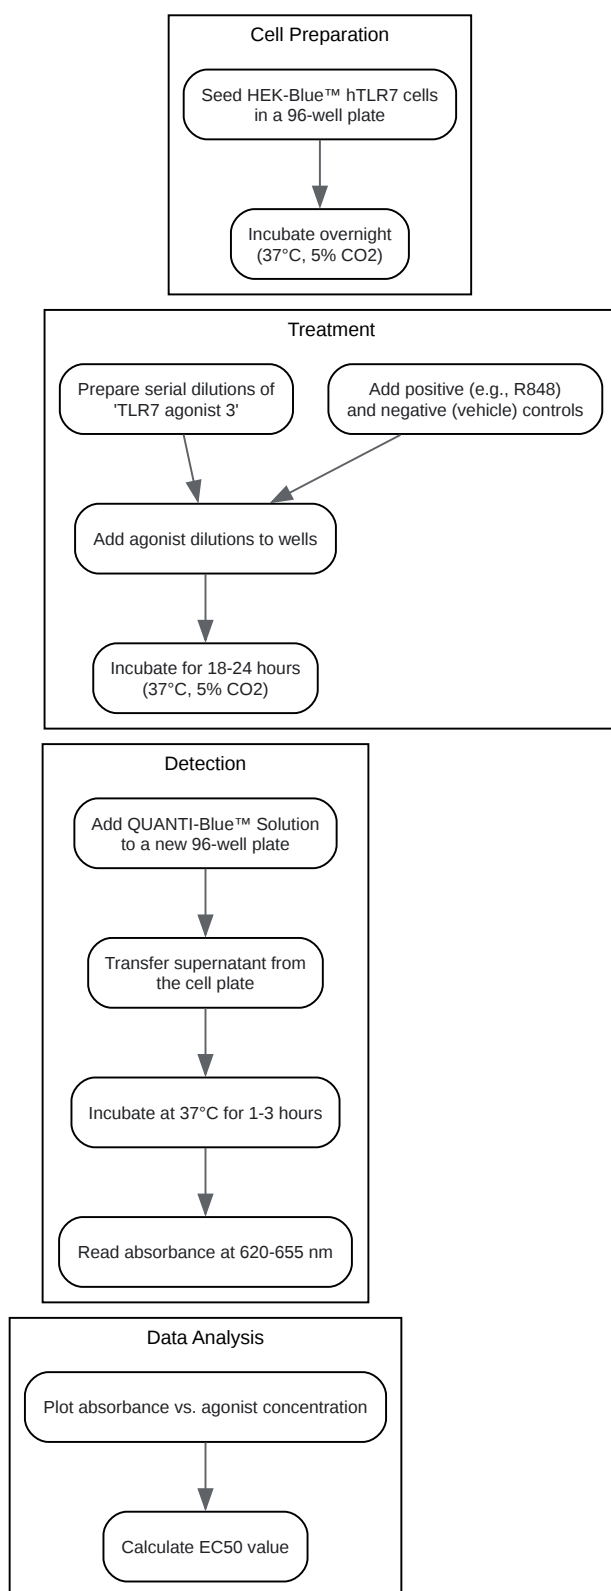 Cell Preparation
Seed HEK-Blue™ hTLR7 cells
in a 96-well plate
Incubate overnight
(37°C, 5% CO2)
Treatment
Prepare serial dilutions of
'TLR7 agonist 3'
Add positive (e.g., R848)
and negative (vehicle) controls
Add agonist dilutions to wells
Incubate for 18-24 hours
(37°C, 5% CO2)
Detection
Add QUANTI-Blue™ Solution
to a new 96-well plate
Transfer supernatant from
the cell plate
Incubate at 37°C for 1-3 hours
Read absorbance at 620-655 nm
Data Analysis
Plot absorbance vs. agonist concentration
Calculate EC50 value